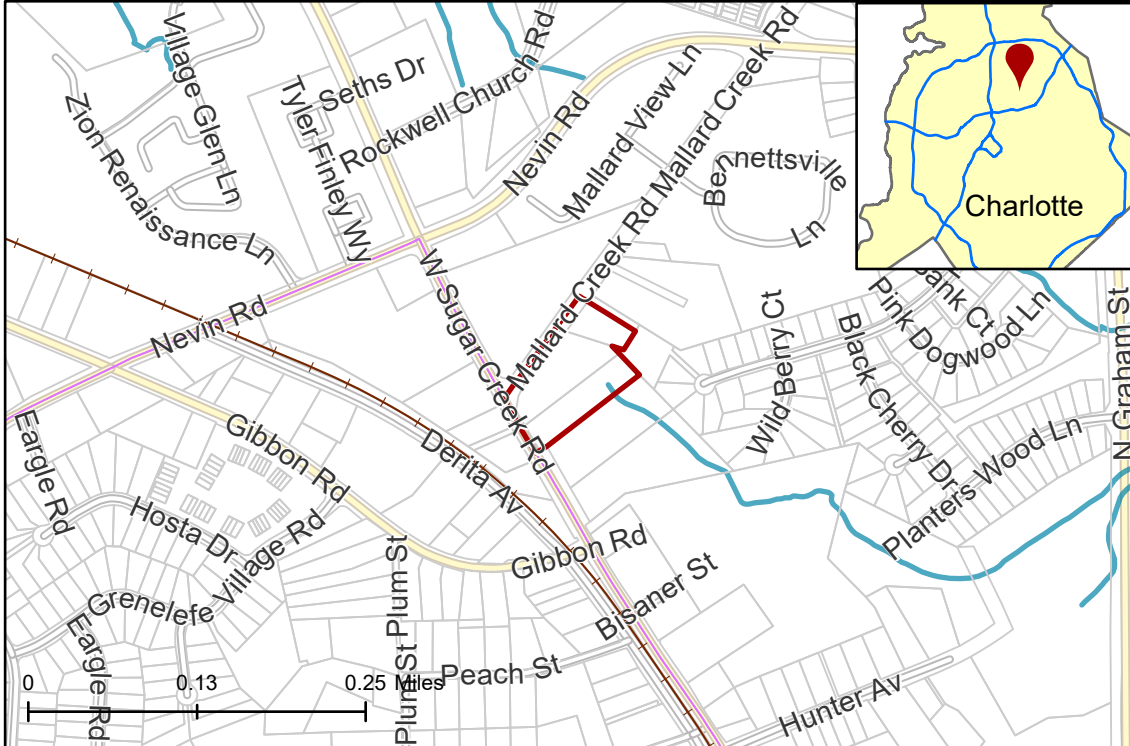 Village Glen Ln
Zion Renaissance Ln
Tyler Finley Wy
Seths Dr
Rockwell Church Rd
Nevin Rd
Mallard View Ln
Mallard Creek Rd
Mallard Creek Rd
Bennettsville Ln
Charlotte
Nevin Rd
W Sugar Creek Rd
Wild Berry Ct
Black Cherry Dr
Pink Dogwood Ln
Ct
Planters Wood Ln
N Graham St
Eargle Rd
Gibbon Rd
Derita Av
Hosta Dr
Village Rd
Grenelefe
Eargle Rd
Plum St
Plum St
Gibbon Rd
Bisaner St
Peach St
Hunter Av
0 0.13 0.25 Miles